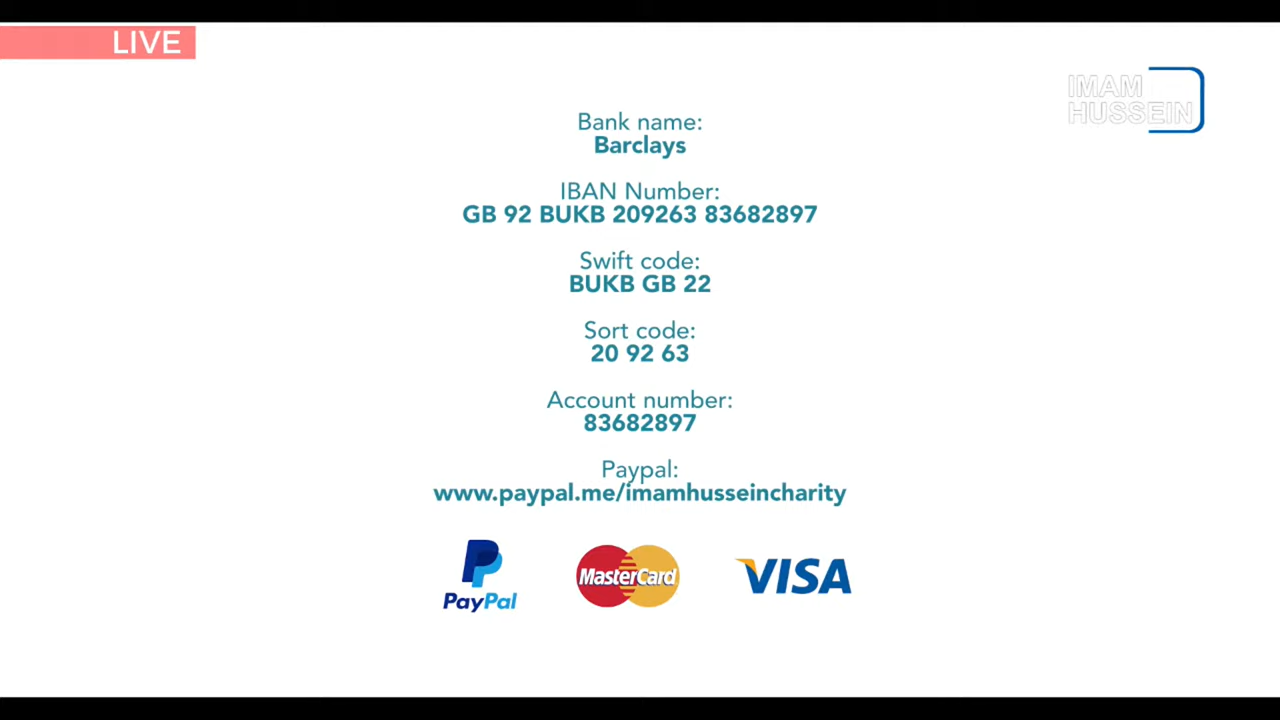 LIVE
IMAM
HUSSEIN
Bank name:
Barclays
IBAN Number:
GB 92 BUKB 209263 83682897
Swift code:
BUKB GB 22
Sort code:
20 92 63
Account number:
83682897
Paypal:
www.paypal.me/imamhusseincharity
PayPal
MasterCard
VISA